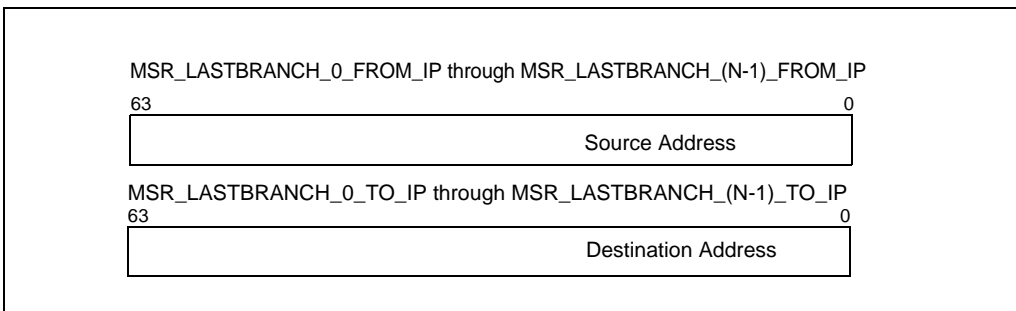 MSR_LASTBRANCH_0_FROM_IP through MSR_LASTBRANCH_(N-1)_FROM_IP
63 0
Source Address
MSR_LASTBRANCH_0_TO_IP through MSR_LASTBRANCH_(N-1)_TO_IP
63 0
Destination Address